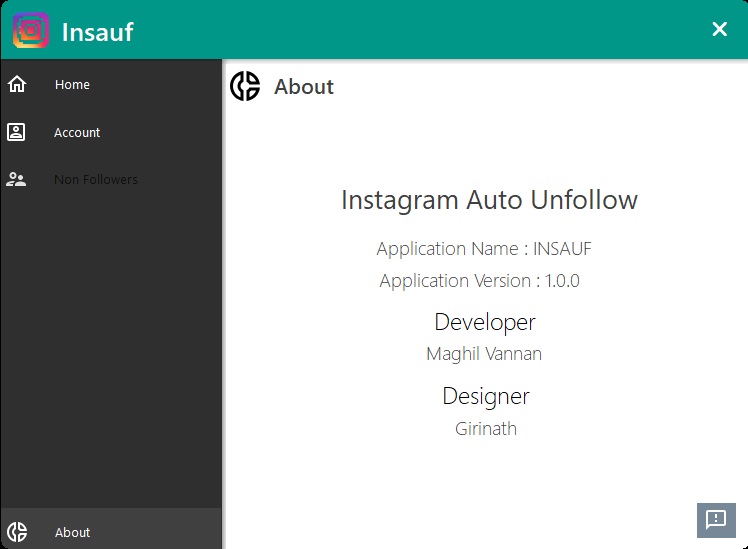 Insauf
Home
Account
Non Followers
About
About
Instagram Auto Unfollow
Application Name : INSAUF
Application Version : 1.0.0
Developer
Maghil Vannan
Designer
Girinath